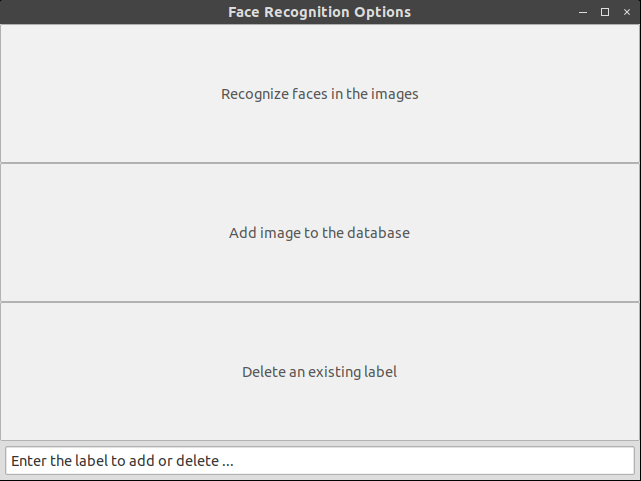 Face Recognition Options
Recognize faces in the images
Add image to the database
Delete an existing label
Enter the label to add or delete ...